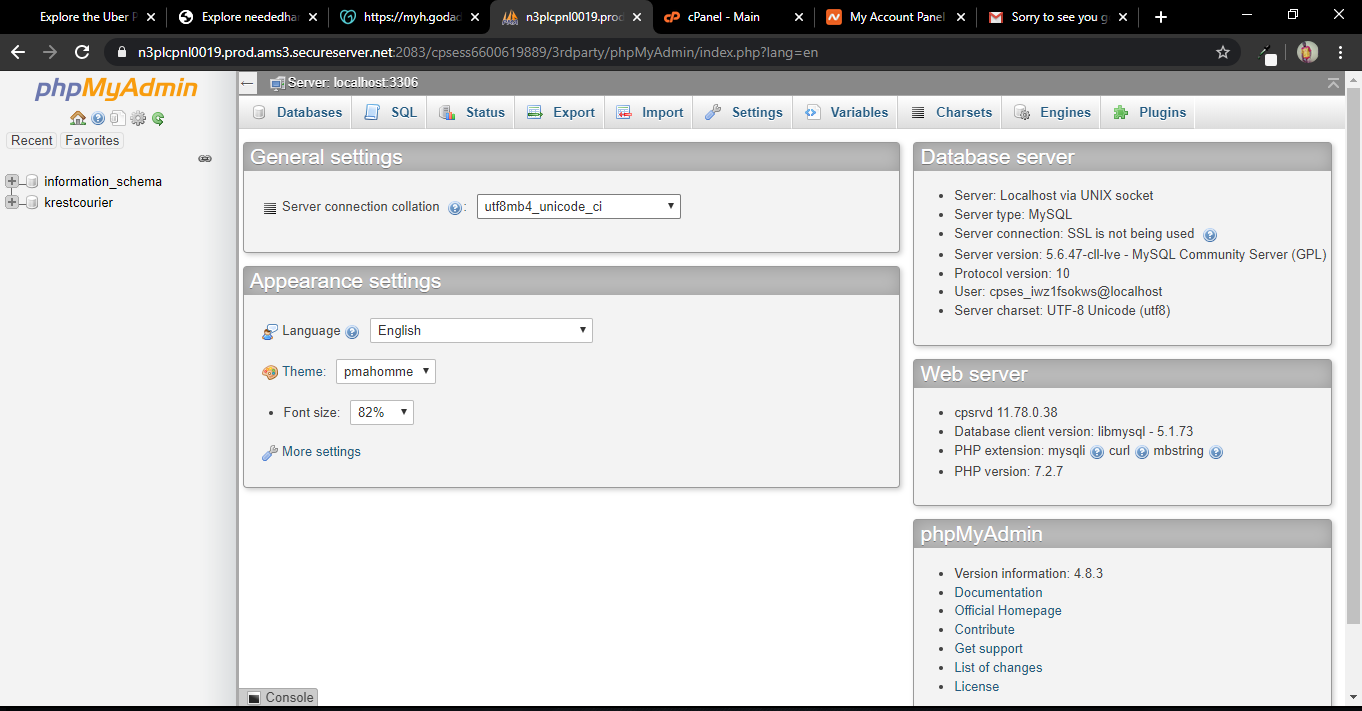 Explore the Uber P
Explore neededhar
https://myh.godad
n3plcpnl0019.prod
cPanel - Main
My Account Panel
Sorry to see you g
n3plcpnl0019.prod.ams3.secureserver.net:2083/cpsess6600619889/3rdparty/phpMyAdmin/index.php?lang=en
phpMyAdmin
Recent
Favorites
information_schema
krestcourier
Server: localhost:3306
Databases
SQL
Status
Export
Import
Settings
Variables
Charsets
Engines
Plugins
General settings
Server connection collation :
utf8mb4_unicode_ci
Appearance settings
Language
English
Theme:
pmahomme
Font size:
82%
More settings
Database server
Server: Localhost via UNIX socket
Server type: MySQL
Server connection: SSL is not being used
Server version: 5.6.47-cll-lve - MySQL Community Server (GPL)
Protocol version: 10
User: cpses_iwz1fsokws@localhost
Server charset: UTF-8 Unicode (utf8)
Web server
cpsrvd 11.78.0.38
Database client version: libmysql - 5.1.73
PHP extension: mysqli curl mbstring
PHP version: 7.2.7
phpMyAdmin
Version information: 4.8.3
Documentation
Official Homepage
Contribute
Get support
List of changes
License
Console